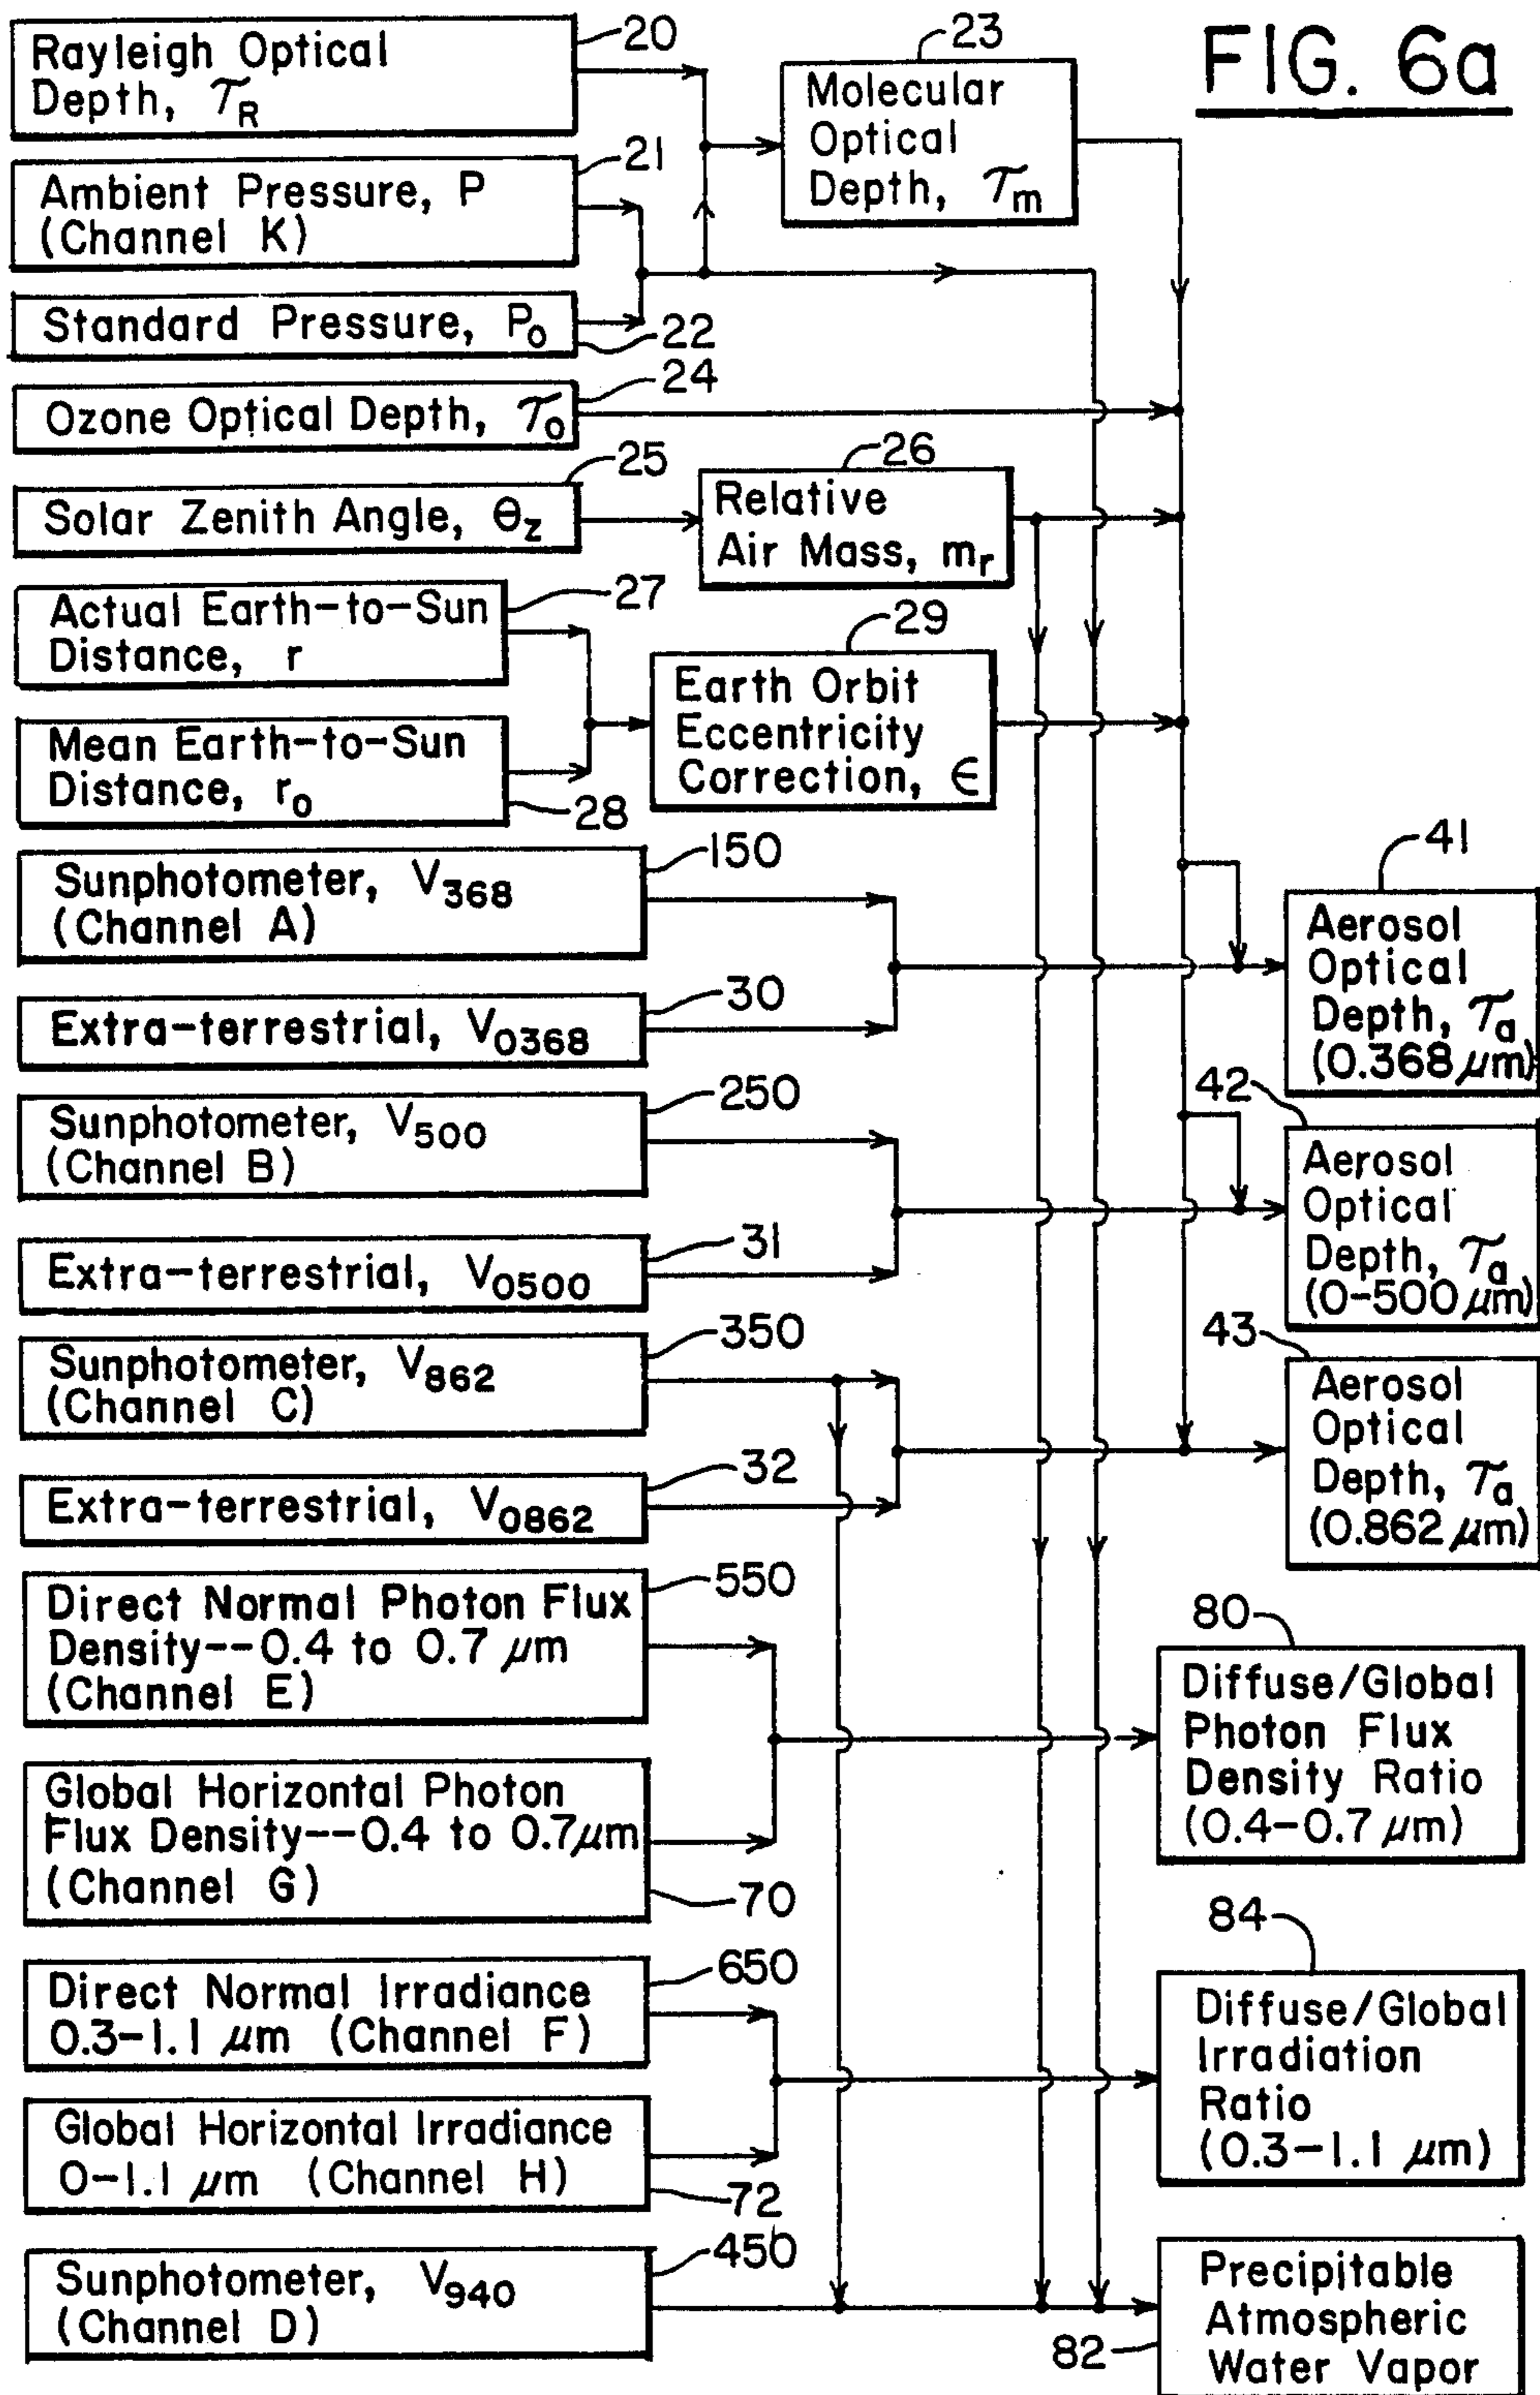 FIG. 6a
20
Rayleigh Optical
Depth, τR
23
Molecular
Optical
Depth, τm
21
Ambient Pressure, P
(Channel K)
Standard Pressure, Po
22
24
Ozone Optical Depth, τo
25
Solar Zenith Angle, θz
26
Relative
Air Mass, mr
27
Actual Earth-to-Sun
Distance, r
29
Earth Orbit
Eccentricity
Correction, ϵ
Mean Earth-to-Sun
Distance, ro
28
150
Sunphotometer, V368
(Channel A)
41
Aerosol
Optical
Depth, τa
(0.368 μm)
30
Extra-terrestrial, V0368
250
Sunphotometer, V500
(Channel B)
42
Aerosol
Optical
Depth, τa
(0-500 μm)
31
Extra-terrestrial, V0500
350
Sunphotometer, V862
(Channel C)
43
Aerosol
Optical
Depth, τa
(0.862 μm)
32
Extra-terrestrial, V0862
550
Direct Normal Photon Flux
Density--0.4 to 0.7 μm
(Channel E)
80
Diffuse/Global
Photon Flux
Density Ratio
(0.4-0.7 μm)
Global Horizontal Photon
Flux Density--0.4 to 0.7μm
(Channel G)
70
650
Direct Normal Irradiance
0.3-1.1 μm (Channel F)
84
Diffuse/Global
Irradiation
Ratio
(0.3-1.1 μm)
Global Horizontal Irradiance
0-1.1 μm (Channel H)
72
450
Sunphotometer, V940
(Channel D)
Precipitable
Atmospheric
Water Vapor
82